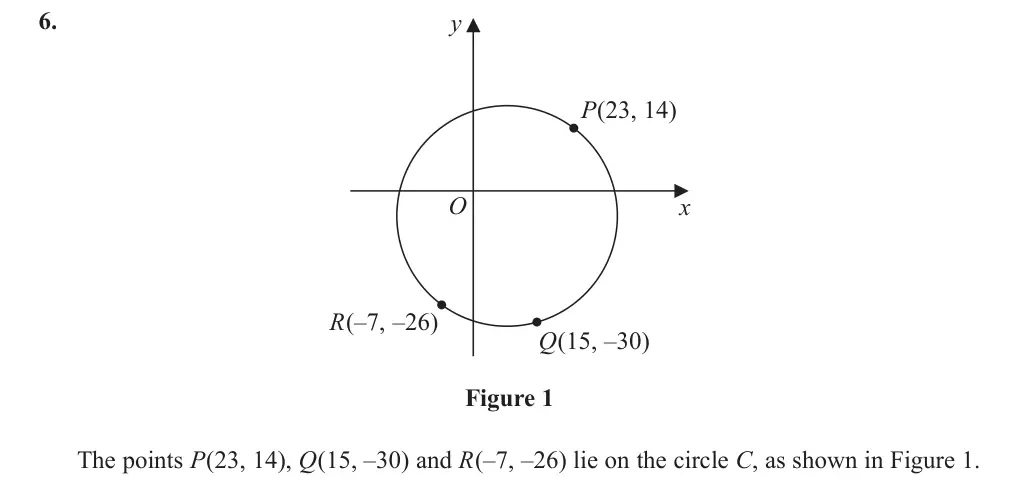 6.
y
P(23, 14)
O
x
R(–7, –26)
Q(15, –30)
Figure 1
The points P(23, 14), Q(15, –30) and R(–7, –26) lie on the circle C, as shown in Figure 1.